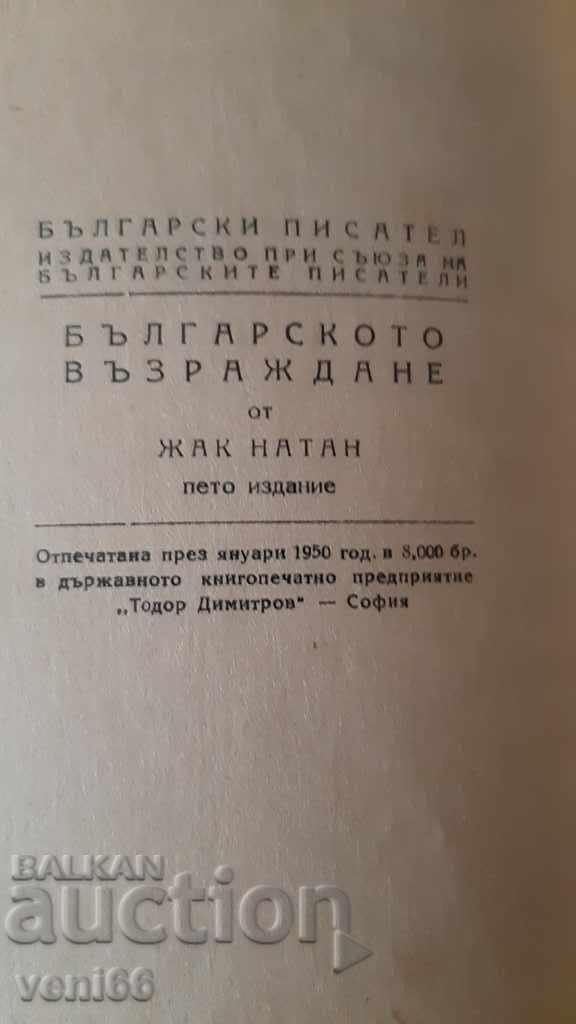 БЪЛГАРСКИ ПИСАТЕЛ
ИЗДАТЕЛСТВО ПРИ СЪЮЗА НА
БЪЛГАРСКИТЕ ПИСАТЕЛИ
БЪЛГАРСКОТО
ВЪЗРАЖДАНЕ
ОТ
ЖАК НАТАН
пето издание
Отпечатана през януари 1950 год. в 8,000 бр.
в държавното книгопечатно предприятие
„Тодор Димитров" — София
BALKAN
auction
veni66